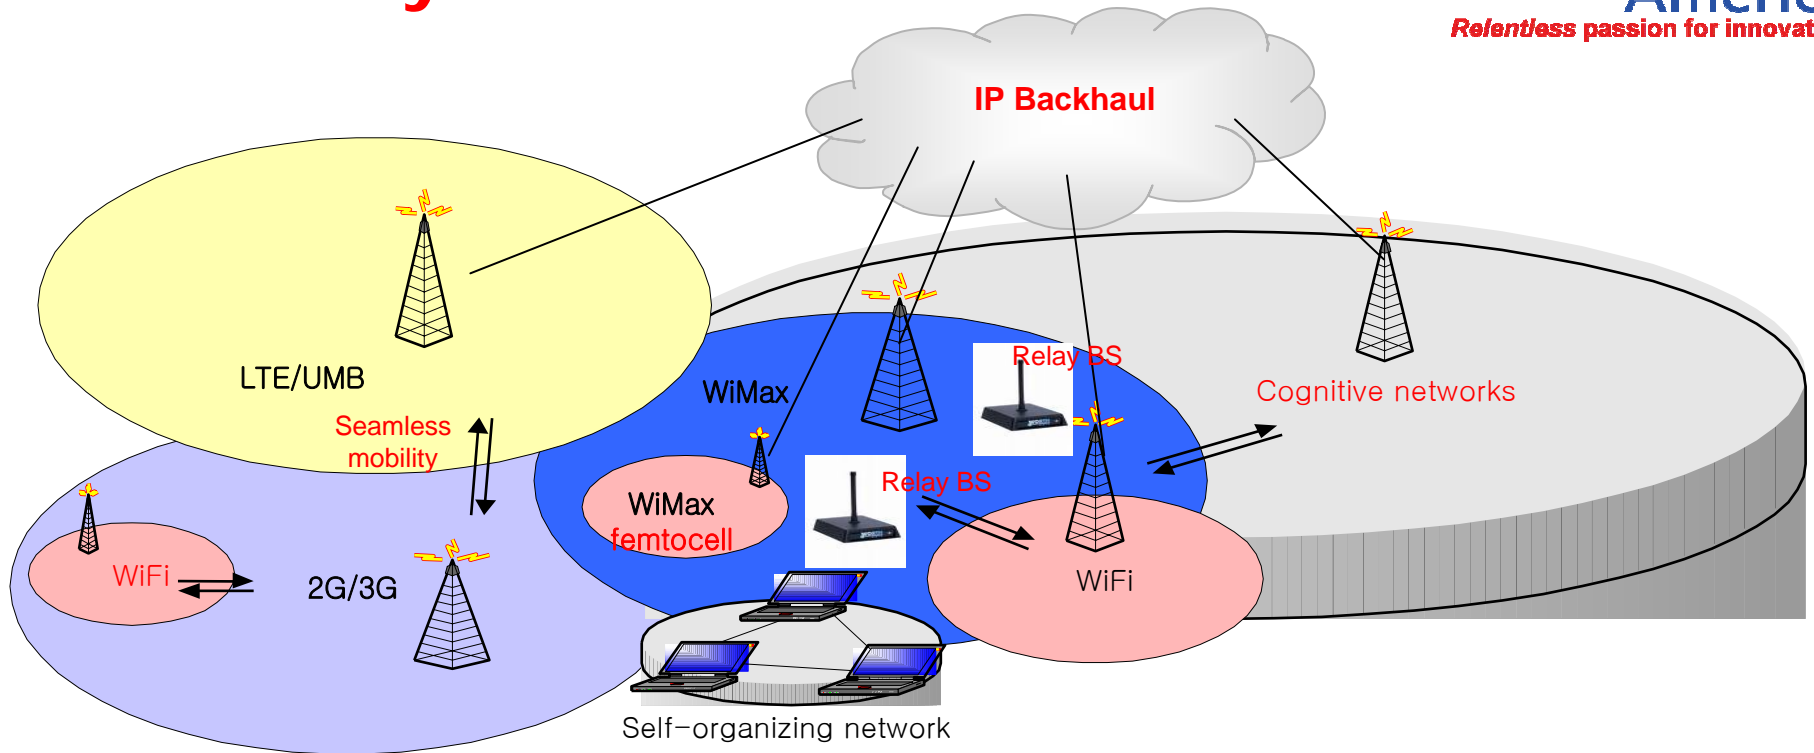 Relentless passion for innovat
IP Backhaul
Relay BS
LTE/UMB
WiMax
Cognitive networks
Seamless
mobility
Relay BS
WiMax
femtocell
WiFi
2G/3G
WiFi
Self-organizing network